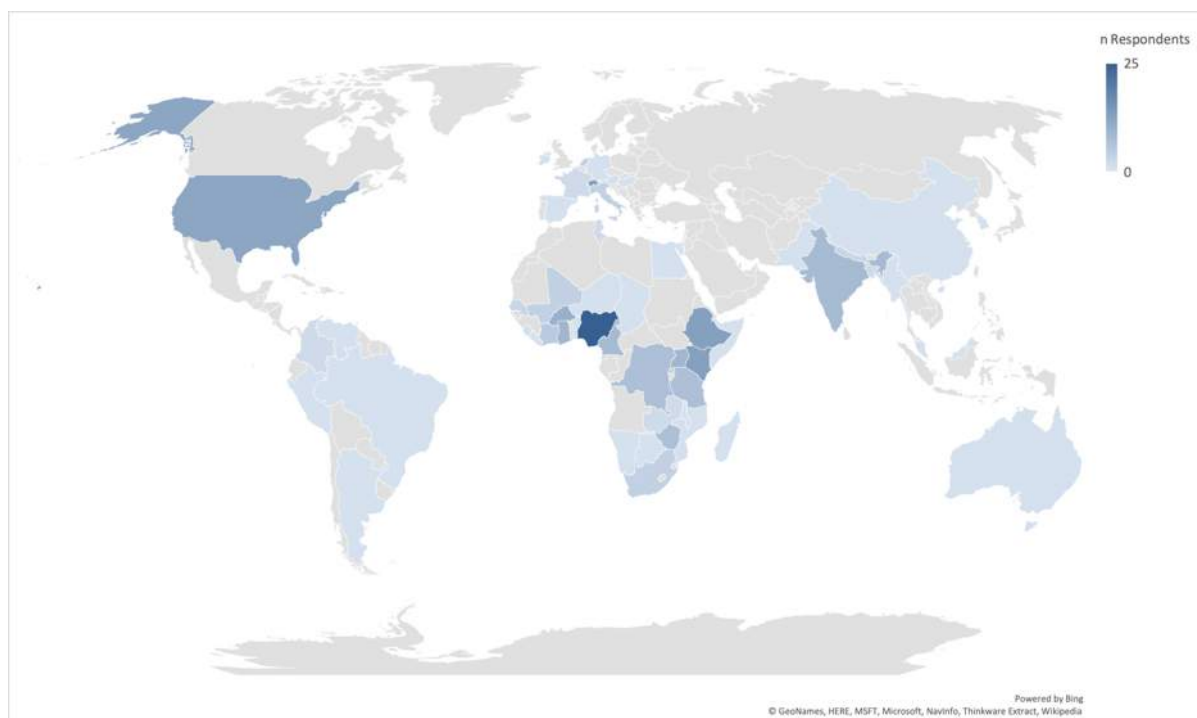 n Respondents
25
0
Powered by Bing
© GeoNames, HERE, MSFT, Microsoft, NavInfo, Thinkware Extract, Wikipedia